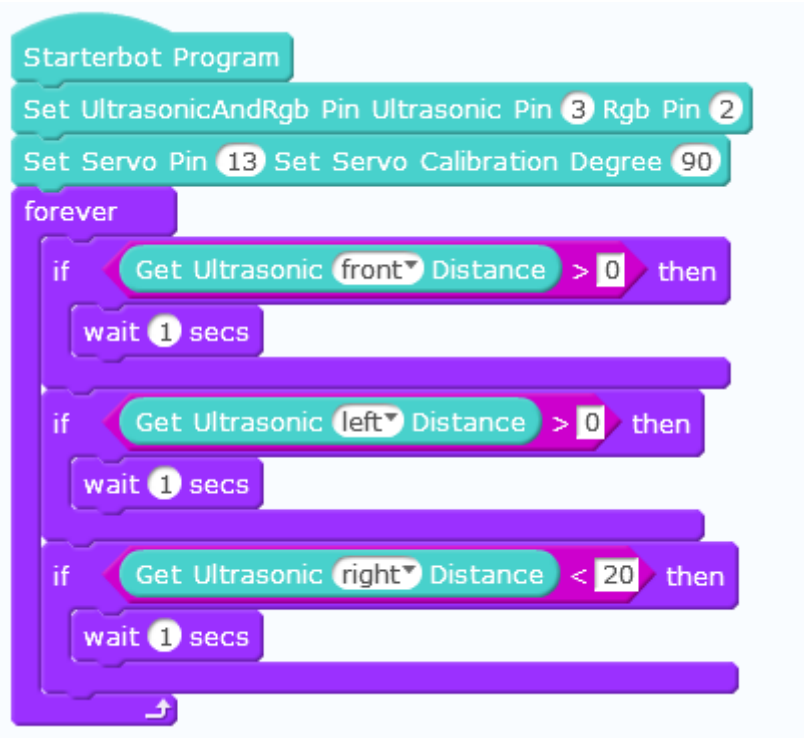 Starterbot Program
Set UltrasonicAndRgb Pin Ultrasonic Pin 3 Rgb Pin 2
Set Servo Pin 13 Set Servo Calibration Degree 90
forever
if Get Ultrasonic front Distance > 0 then
wait 1 secs
if Get Ultrasonic left Distance > 0 then
wait 1 secs
if Get Ultrasonic right Distance < 20 then
wait 1 secs